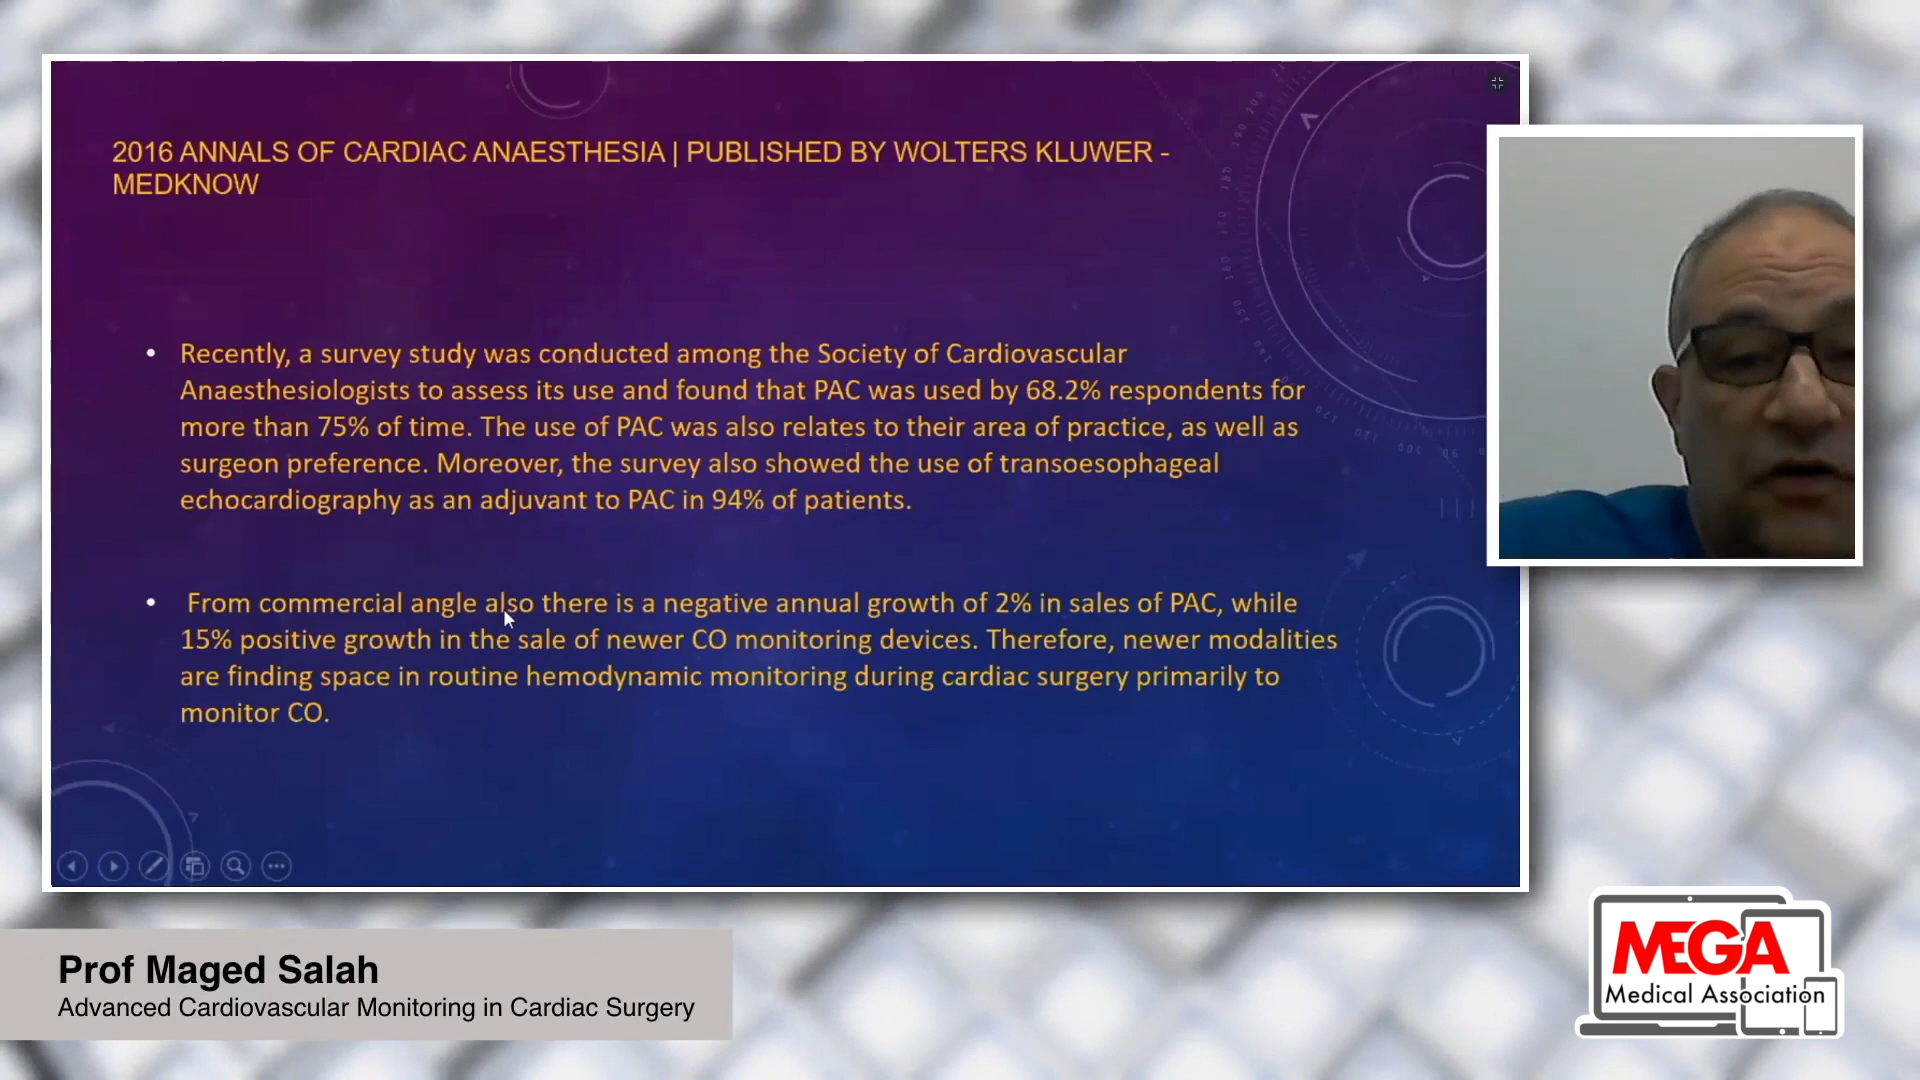 2016 ANNALS OF CARDIAC ANAESTHESIA | PUBLISHED BY WOLTERS KLUWER -
MEDKNOW
• Recently, a survey study was conducted among the Society of Cardiovascular
Anaesthesiologists to assess its use and found that PAC was used by 68.2% respondents for
more than 75% of time. The use of PAC was also relates to their area of practice, as well as
surgeon preference. Moreover, the survey also showed the use of transoesophageal
echocardiography as an adjuvant to PAC in 94% of patients.
• From commercial angle also there is a negative annual growth of 2% in sales of PAC, while
15% positive growth in the sale of newer CO monitoring devices. Therefore, newer modalities
are finding space in routine hemodynamic monitoring during cardiac surgery primarily to
monitor CO.
Prof Maged Salah
Advanced Cardiovascular Monitoring in Cardiac Surgery
MEGA
Medical Association